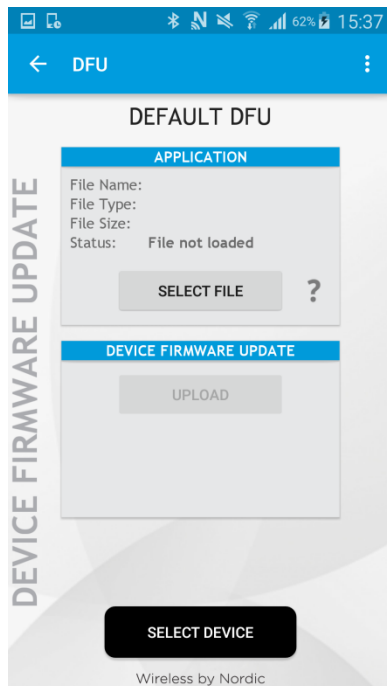 62% 15:37
DFU
DEFAULT DFU
DEVICE FIRMWARE UPDATE
APPLICATION
File Name:
File Type:
File Size:
Status: File not loaded
SELECT FILE ?
DEVICE FIRMWARE UPDATE
UPLOAD
SELECT DEVICE
Wireless by Nordic